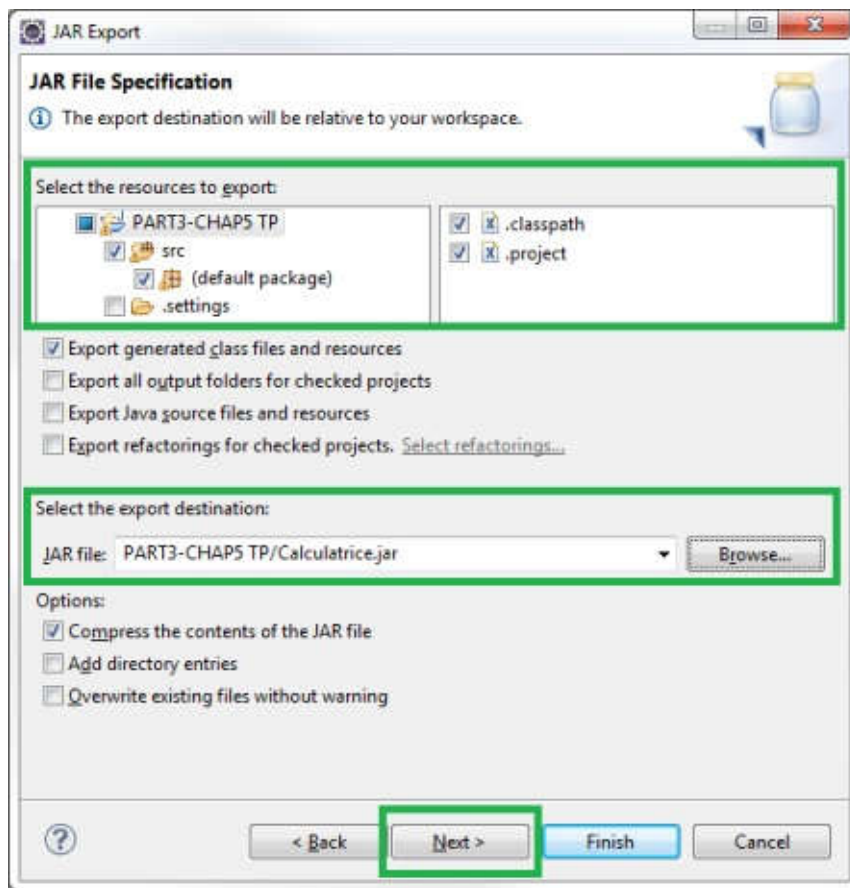 JAR Export
JAR File Specification
The export destination will be relative to your workspace.
Select the resources to export:
PART3-CHAP5 TP
src
(default package)
.settings
.classpath
.project
Export generated class files and resources
Export all output folders for checked projects
Export Java source files and resources
Export refactorings for checked projects. Select refactorings...
Select the export destination:
JAR file: PART3-CHAP5 TP/Calculatrice.jar Browse...
Options:
Compress the contents of the JAR file
Add directory entries
Overwrite existing files without warning
? < Back Next > Finish Cancel